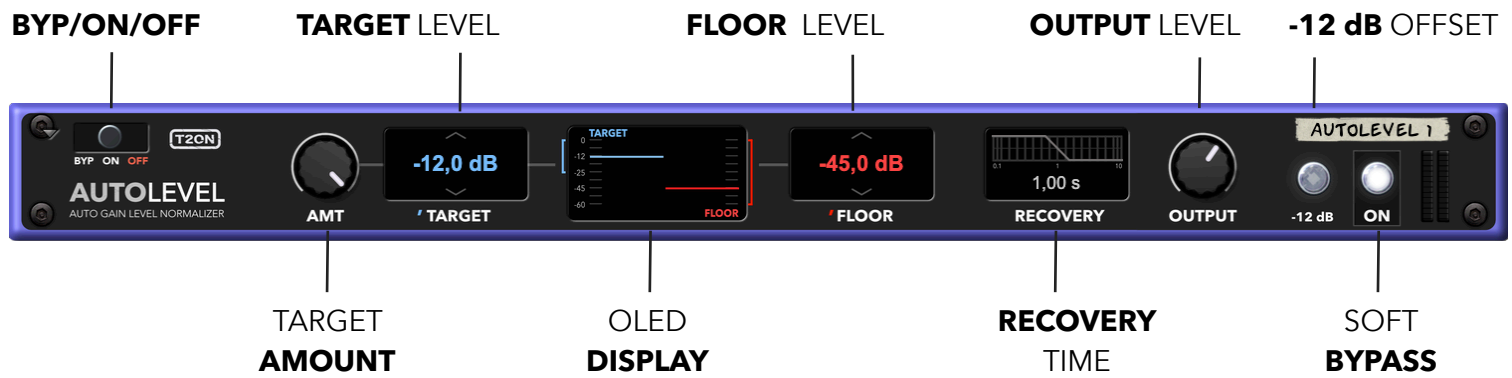 BYP/ON/OFF
TARGET LEVEL
FLOOR LEVEL
OUTPUT LEVEL
-12 dB OFFSET
T2ON
BYP ON OFF
AUTOLEVEL
AUTO GAIN LEVEL NORMALIZER
AMT
-12,0 dB
TARGET
TARGET
0
-12
-25
-45
-60
FLOOR
-45,0 dB
FLOOR
0.1 1 10
1,00 s
RECOVERY
OUTPUT
AUTOLEVEL 1
-12 dB
ON
TARGET
AMOUNT
OLED
DISPLAY
RECOVERY
TIME
SOFT
BYPASS